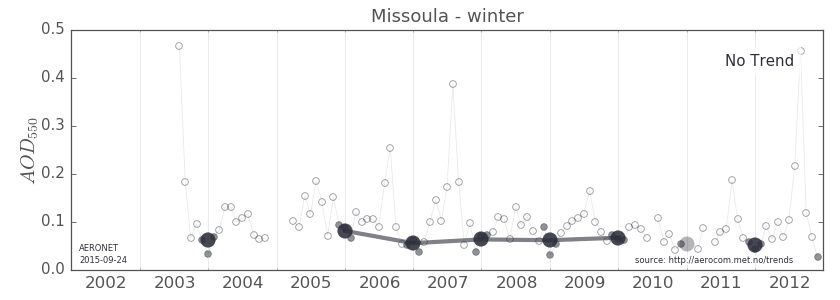 Missoula - winter
0.5
0.4
0.3
0.2
0.1
0.0
AOD550
No Trend
AERONET
2015-09-24
source: http://aerocom.met.no/trends
2002 2003 2004 2005 2006 2007 2008 2009 2010 2011 2012